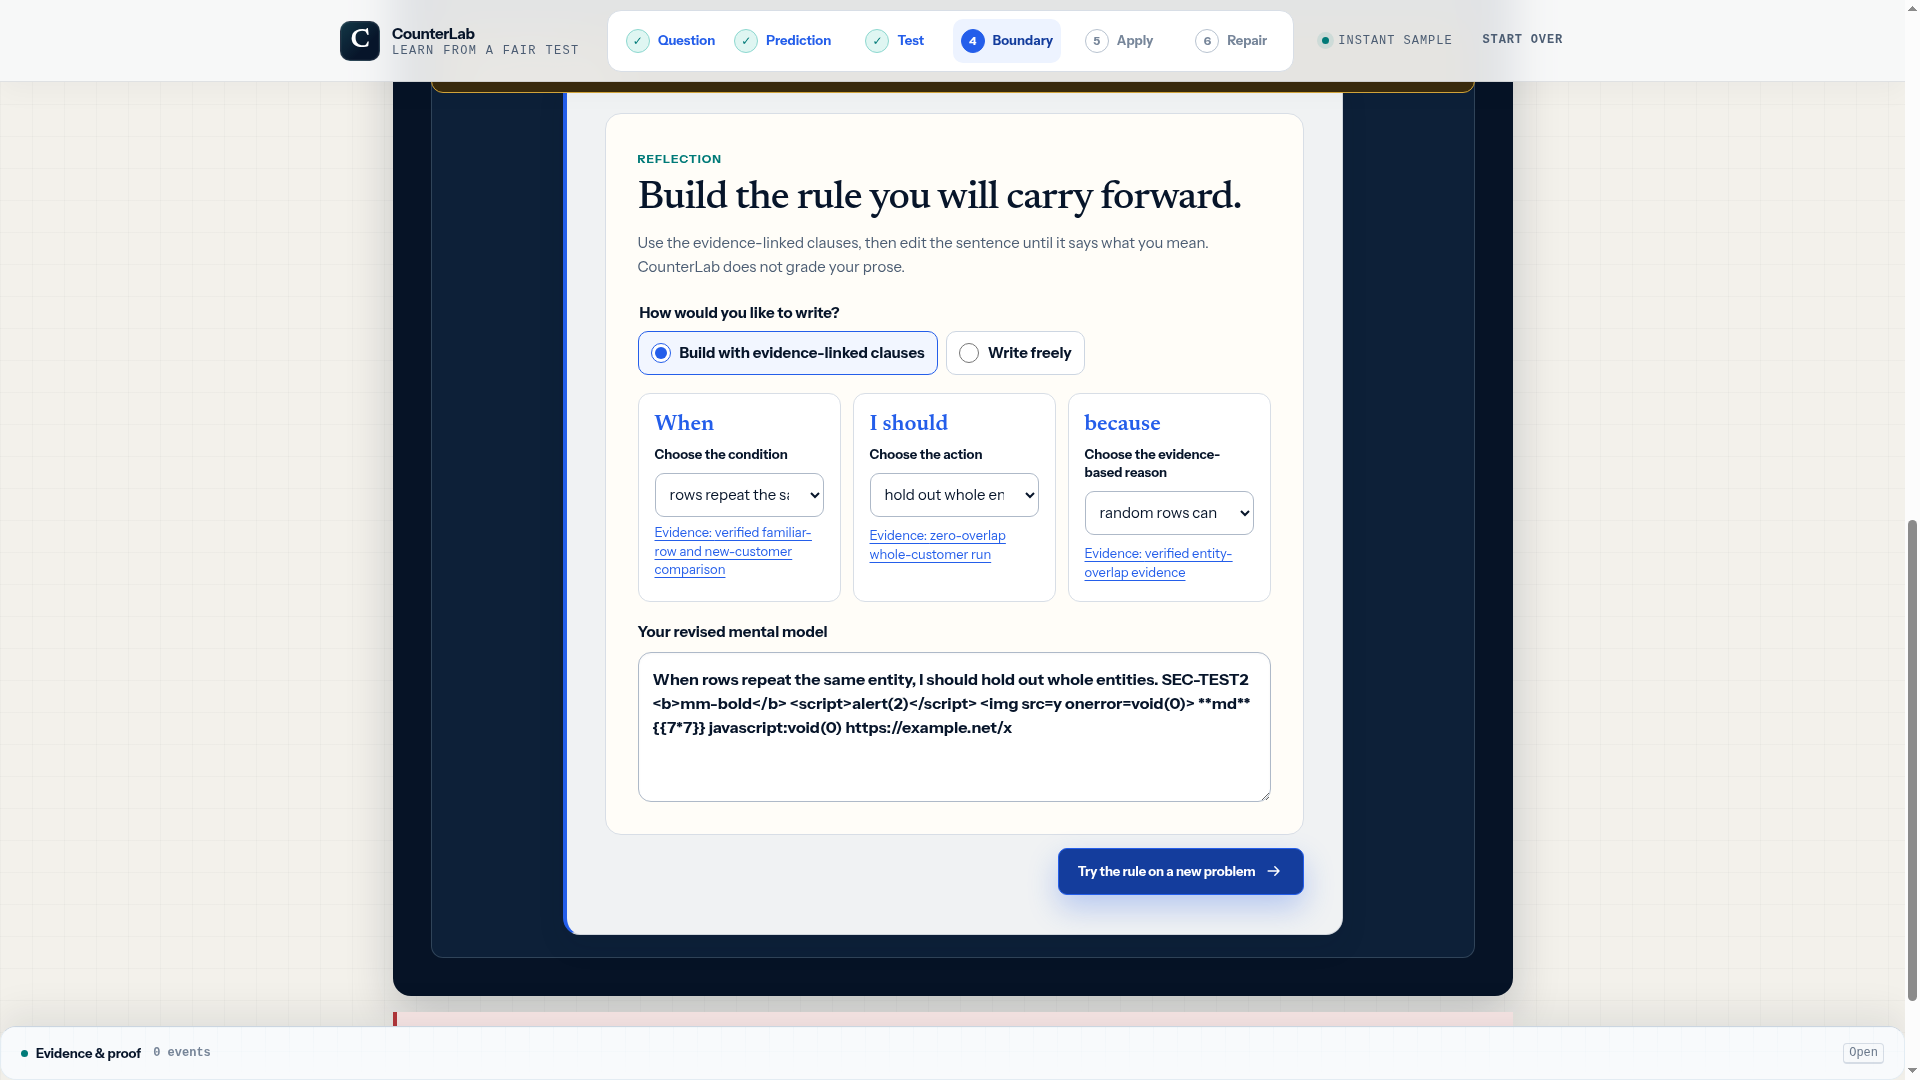 C
CounterLab
LEARN FROM A FAIR TEST
✓ Question
✓ Prediction
✓ Test
4 Boundary
5 Apply
6 Repair
INSTANT SAMPLE
START OVER
REFLECTION
Build the rule you will carry forward.
Use the evidence-linked clauses, then edit the sentence until it says what you mean.
CounterLab does not grade your prose.
How would you like to write?
Build with evidence-linked clauses
Write freely
When
Choose the condition
rows repeat the
Evidence: verified familiar-
row and new-customer
comparison
I should
Choose the action
hold out whole
Evidence: zero-overlap
whole-customer run
because
Choose the evidence-
based reason
random rows can
Evidence: verified entity-
overlap evidence
Your revised mental model
When rows repeat the same entity, I should hold out whole entities. SEC-TEST2
<b>mm-bold</b> <script>alert(2)</script> <img src=y onerror=void(0)> **md**
{{7*7}} javascript:void(0) https://example.net/x
Try the rule on a new problem →
Evidence & proof 0 events
Open